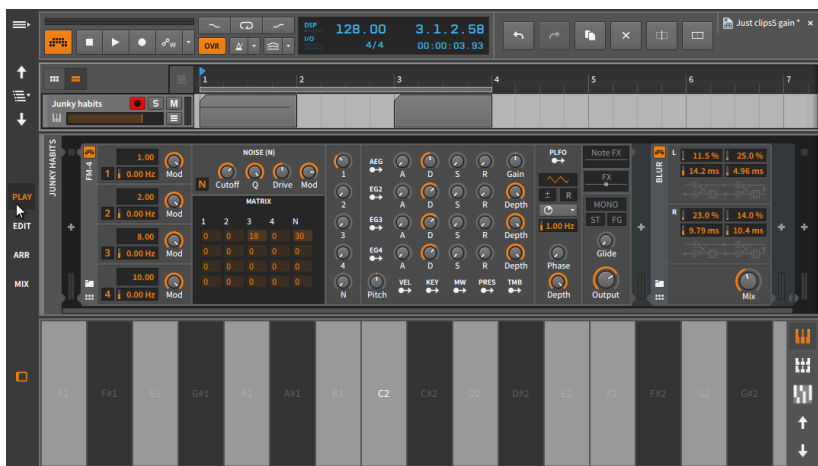 DSP
I/O
128.00
4/4
3.1.2.58
00:00:03.93
Just clips5 gain *
OVR
W
1 2 3 4 5 6 7
Junky habits
S M
JUNKY HABITS
FM-4
1.00
1 0.00 Hz Mod
2.00
2 0.00 Hz Mod
8.00
3 0.00 Hz Mod
10.00
4 0.00 Hz Mod
NOISE (N)
N Cutoff Q Drive Mod
MATRIX
1 2 3 4 N
0 0 18 0 30
0 0 0 0 0
0 0 0 0 0
0 0 0 0 0
1
2
3
4
N
AEG A D S R Gain
EG2 A D S R Depth
EG3 A D S R Depth
EG4 A D S R Depth
Pitch VEL KEY MW PRES TMB
PLFO
± R
1.00 Hz
Phase
Depth
Note FX
FX
MONO
ST FG
Glide
Output
BLUR
L 11.5 % 25.0 %
14.2 ms 4.96 ms
R 23.0 % 14.0 %
9.79 ms 10.4 ms
Mix
PLAY
EDIT
ARR
MIX
F1 F#1 G1 G#1 A1 A#1 B1 C2 C#2 D2 D#2 E2 F2 F#2 G2 G#2